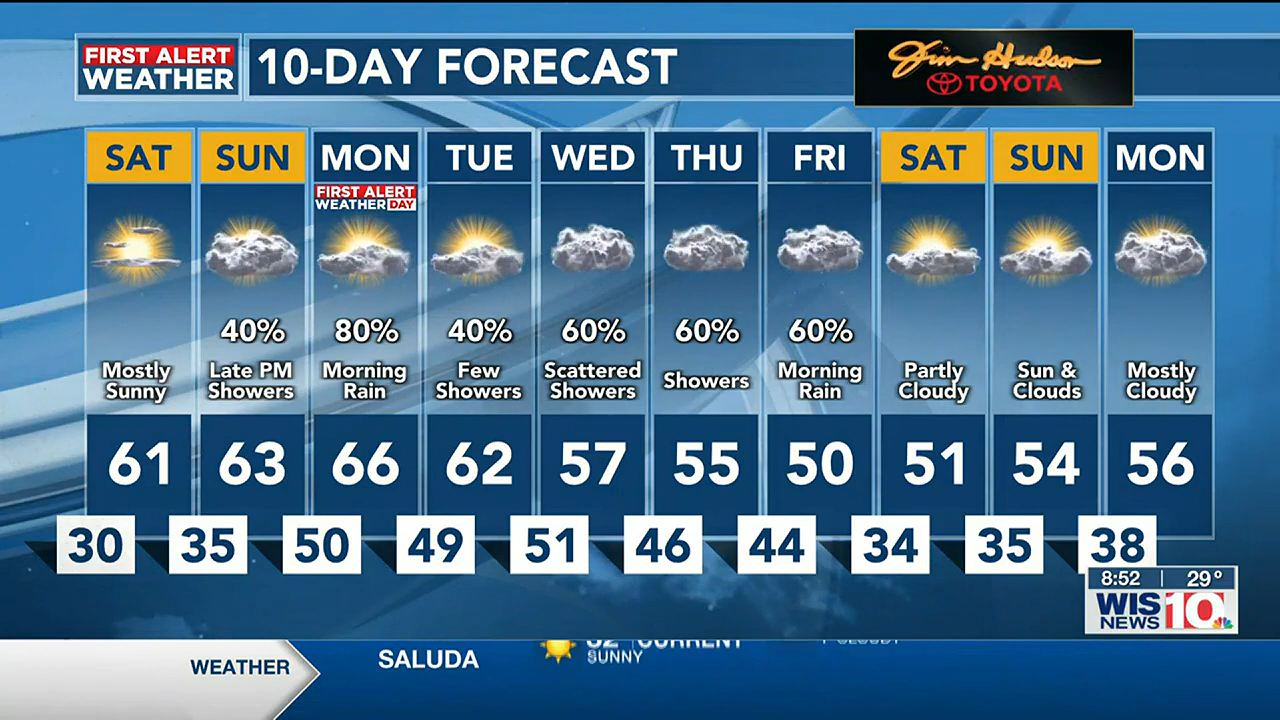 FIRST ALERT
WEATHER
10-DAY FORECAST
Jim Hudson
TOYOTA
SAT SUN MON TUE WED THU FRI SAT SUN MON
FIRST ALERT
WEATHER DAY
40% 80% 40% 60% 60% 60%
Mostly Sunny
Late PM Showers
Morning Rain
Few Showers
Scattered Showers
Showers
Morning Rain
Partly Cloudy
Sun & Clouds
Mostly Cloudy
61 63 66 62 57 55 50 51 54 56
30 35 50 49 51 46 44 34 35 38
8:52 29°
WIS 10
NEWS
WEATHER
SALUDA
CURRENT
SUNNY